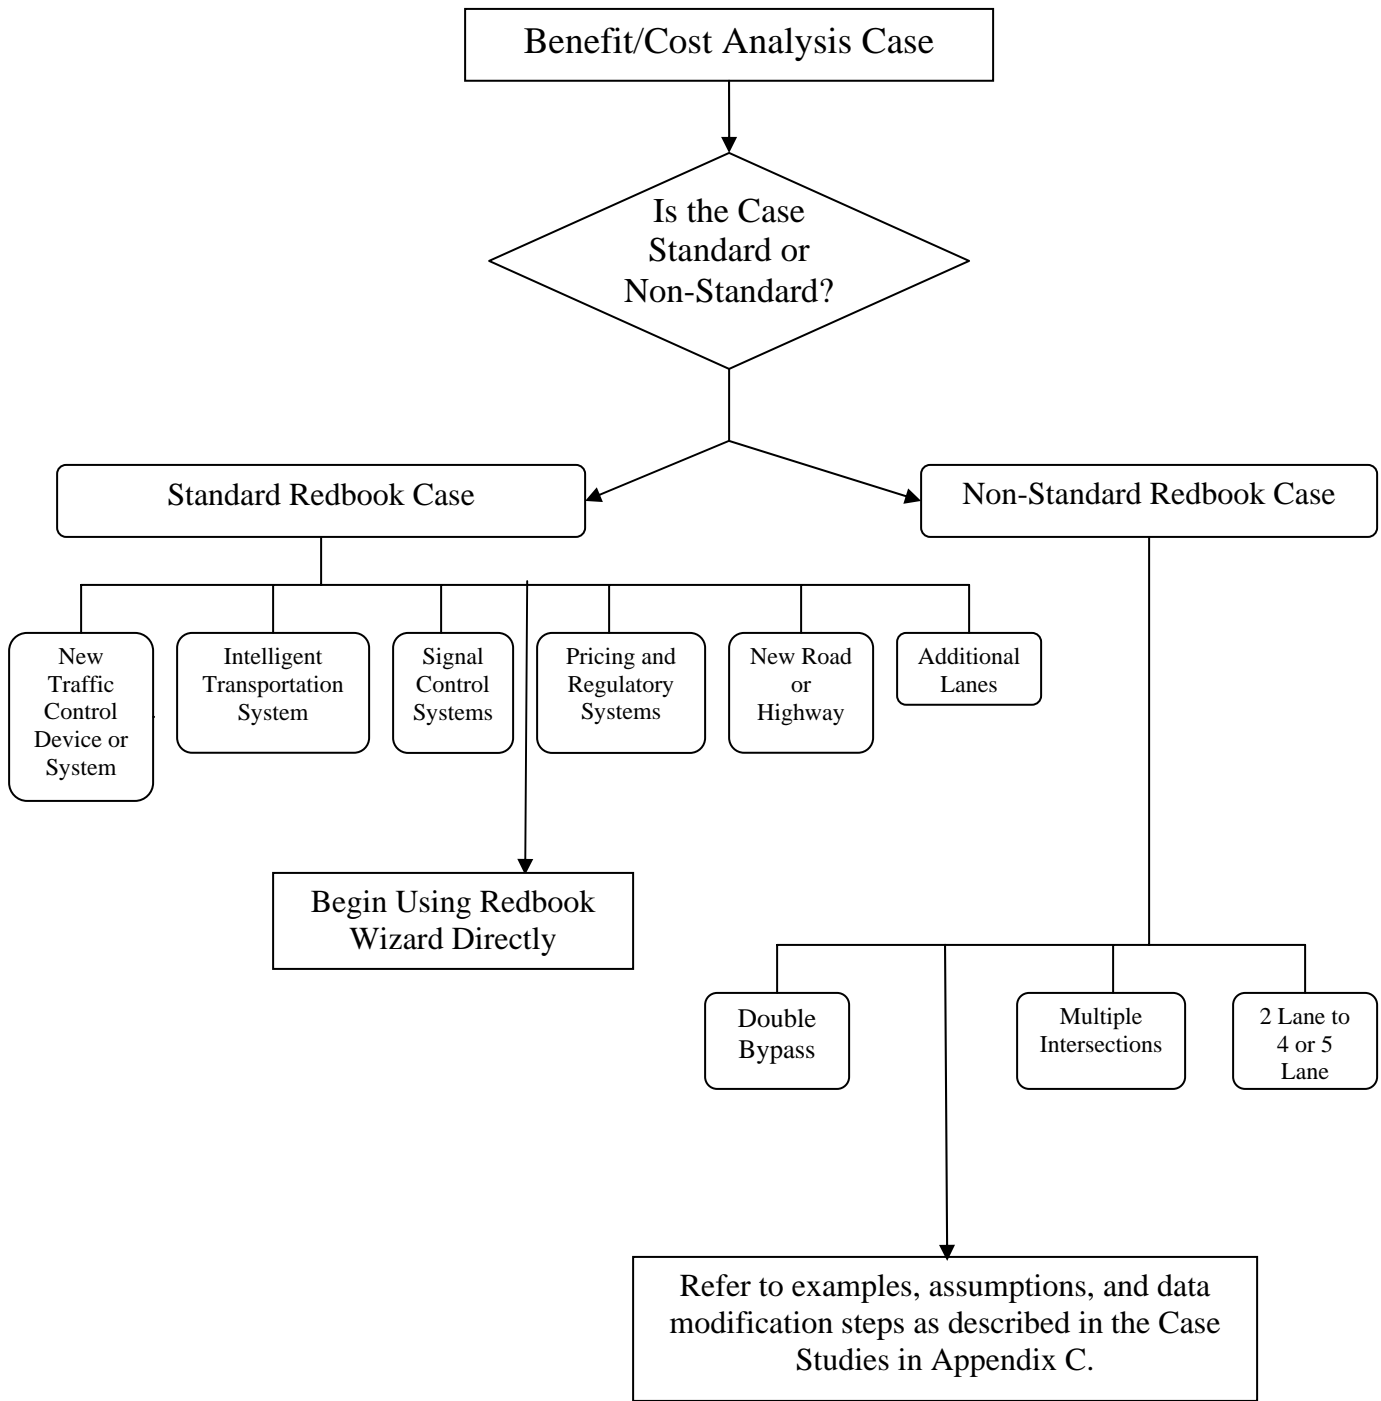 Benefit/Cost Analysis Case
Is the Case
Standard or
Non-Standard?
Standard Redbook Case
Non-Standard Redbook Case
New
Traffic
Control
Device or
System
Intelligent
Transportation
System
Signal
Control
Systems
Pricing and
Regulatory
Systems
New Road
or
Highway
Additional
Lanes
Begin Using Redbook
Wizard Directly
Double
Bypass
Multiple
Intersections
2 Lane to
4 or 5
Lane
Refer to examples, assumptions, and data
modification steps as described in the Case
Studies in Appendix C.